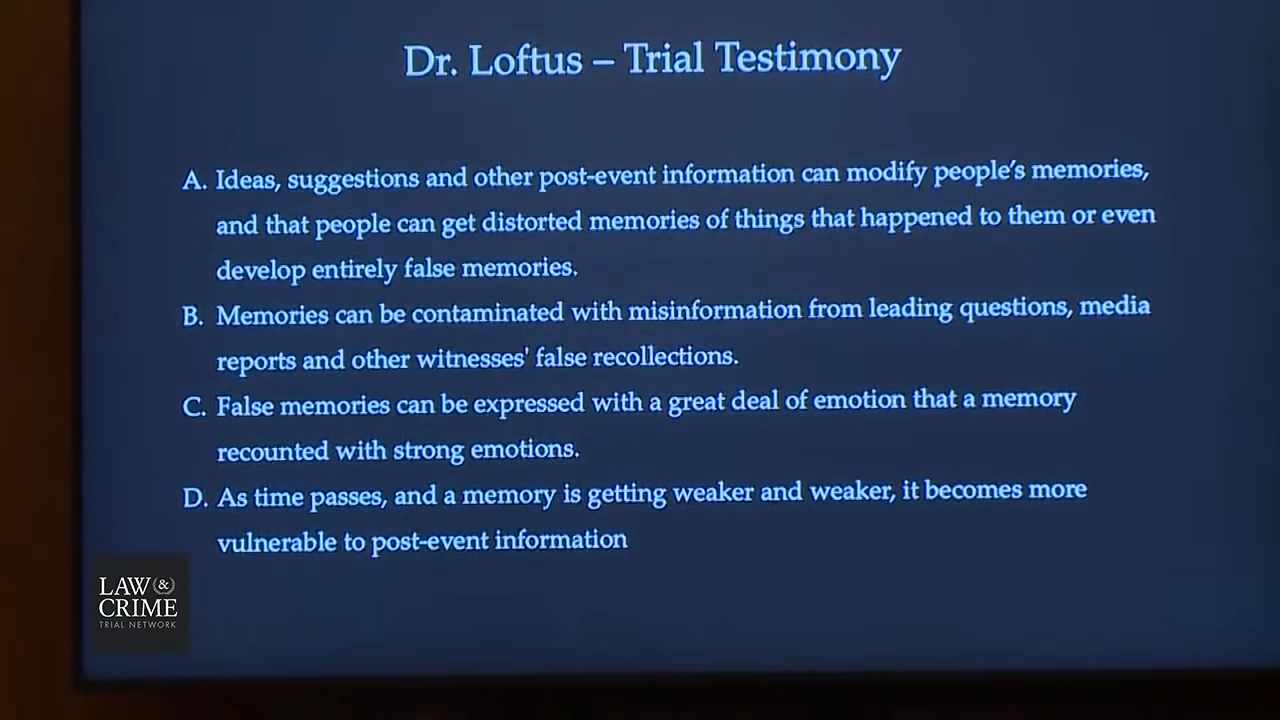 Dr. Loftus – Trial Testimony
A. Ideas, suggestions and other post-event information can modify people's memories,
and that people can get distorted memories of things that happened to them or even
develop entirely false memories.
B. Memories can be contaminated with misinformation from leading questions, media
reports and other witnesses' false recollections.
C. False memories can be expressed with a great deal of emotion that a memory
recounted with strong emotions.
D. As time passes, and a memory is getting weaker and weaker, it becomes more
vulnerable to post-event information
LAW &
CRIME
TRIAL NETWORK